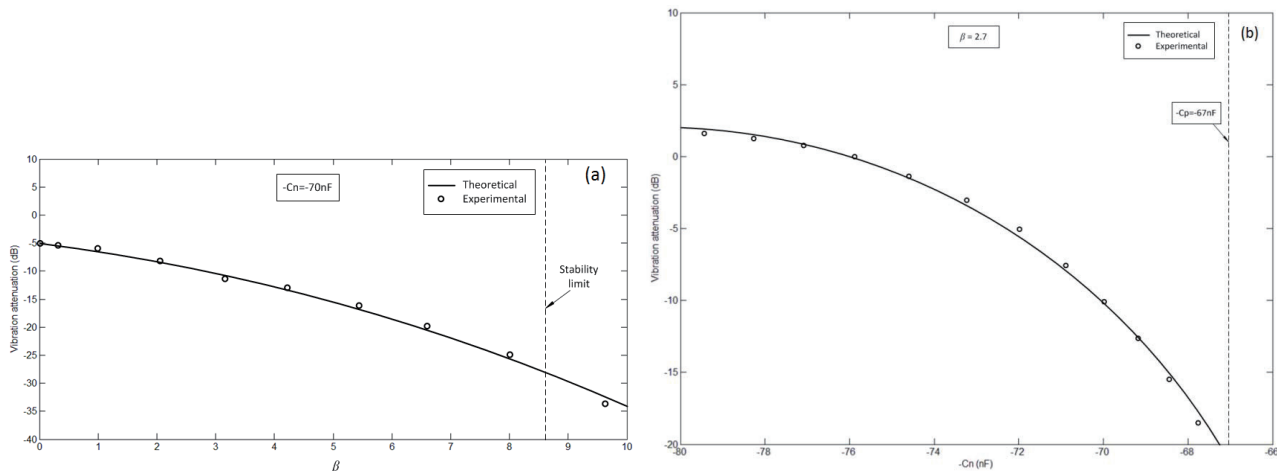 (a)
-Cn=-70nF
Theoretical
Experimental
Stability
limit
Vibration attenuation (dB)
10
5
0
-5
-10
-15
-20
-25
-30
-35
-40
0 1 2 3 4 5 6 7 8 9 10
β
(b)
β = 2.7
Theoretical
Experimental
-Cp=-67nF
Vibration attenuation (dB)
10
5
0
-5
-10
-15
-20
-80 -78 -76 -74 -72 -70 -68 -66
-Cn (nF)